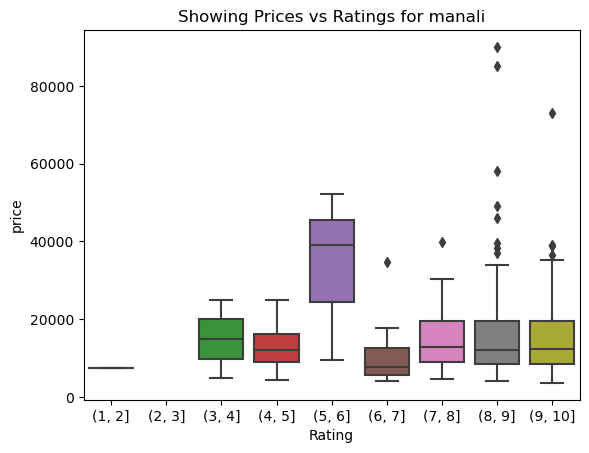 Showing Prices vs Ratings for manali
price
80000
60000
40000
20000
0
(1, 2] (2, 3] (3, 4] (4, 5] (5, 6] (6, 7] (7, 8] (8, 9] (9, 10]
Rating